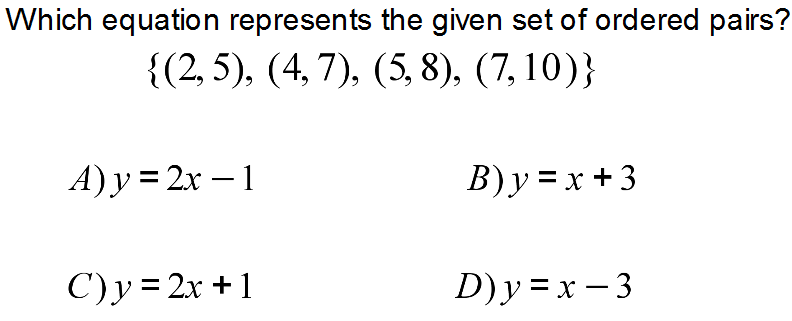 Which equation represents the given set of ordered pairs?
{(2, 5), (4, 7), (5, 8), (7, 10)}
A) y = 2x − 1 B) y = x + 3
C) y = 2x + 1 D) y = x − 3